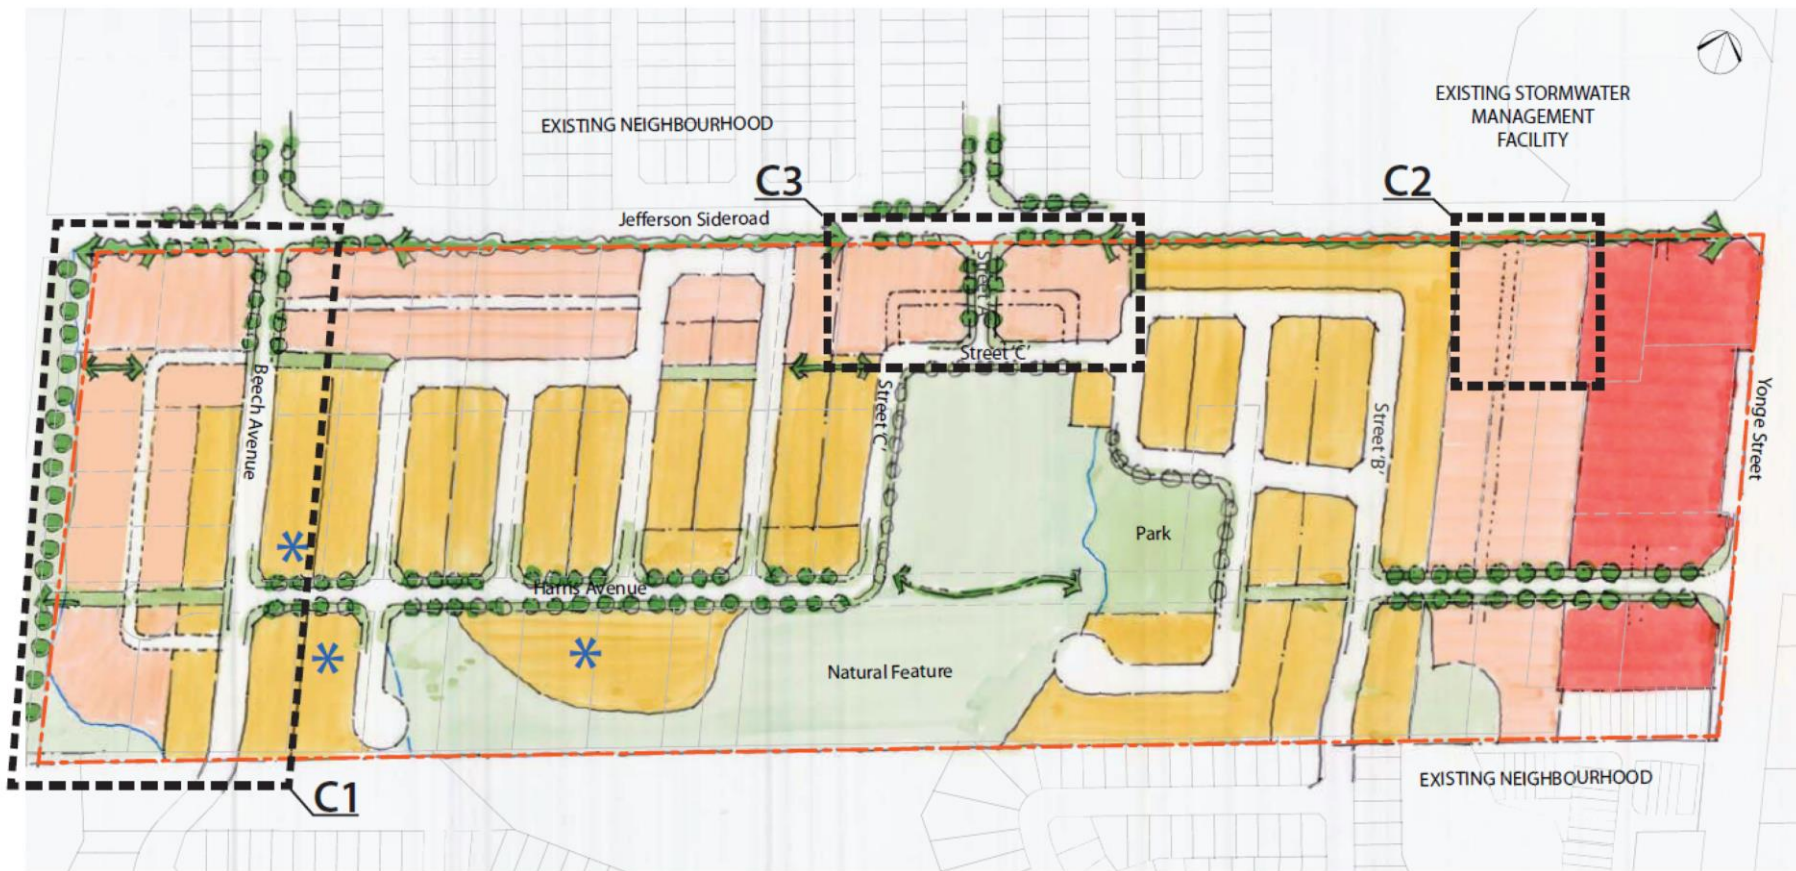 EXISTING STORMWATER
MANAGEMENT
FACILITY
EXISTING NEIGHBOURHOOD
C3
C2
Jefferson Sideroad
Street 'A'
Street 'C'
Beech Avenue
Street 'C'
Street 'B'
Yonge Street
*
Park
Harris Avenue
*
*
Natural Feature
EXISTING NEIGHBOURHOOD
C1